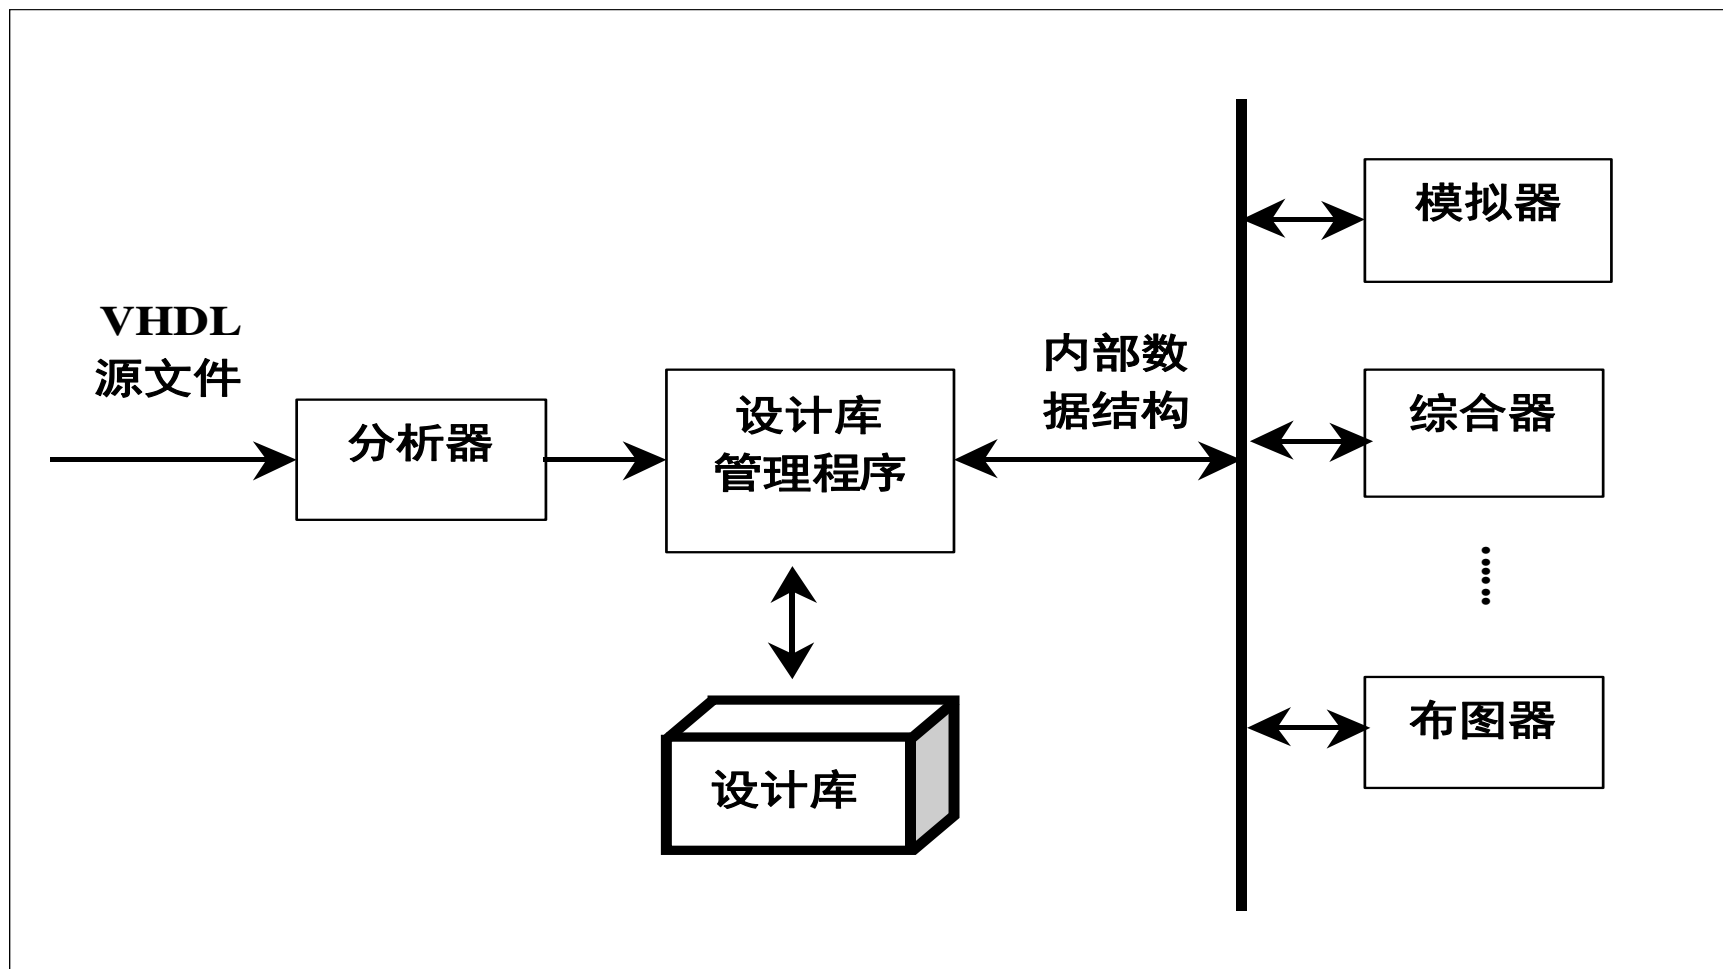 VHDL
源文件
分析器
设计库
管理程序
内部数
据结构
模拟器
综合器
布图器
设计库